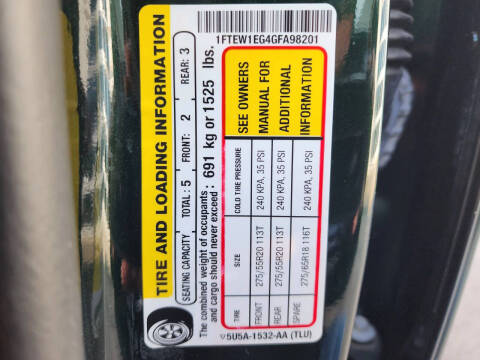 TIRE AND LOADING INFORMATION
SEATING CAPACITY TOTAL : 5 FRONT: 2 REAR: 3
The combined weight of occupants
and cargo should never exceed : 691 kg or 1525 lbs.
SIZE COLD TIRE PRESSURE SEE OWNERS
FRONT 275/55R20 113T 240 KPA, 35 PSI MANUAL FOR
REAR 275/55R20 113T 240 KPA, 35 PSI ADDITIONAL
SPARE 275/65R18 116T 240 KPA, 35 PSI INFORMATION
5U5A-1532-AA (TLU) 1FTEW1EG4GFA98201